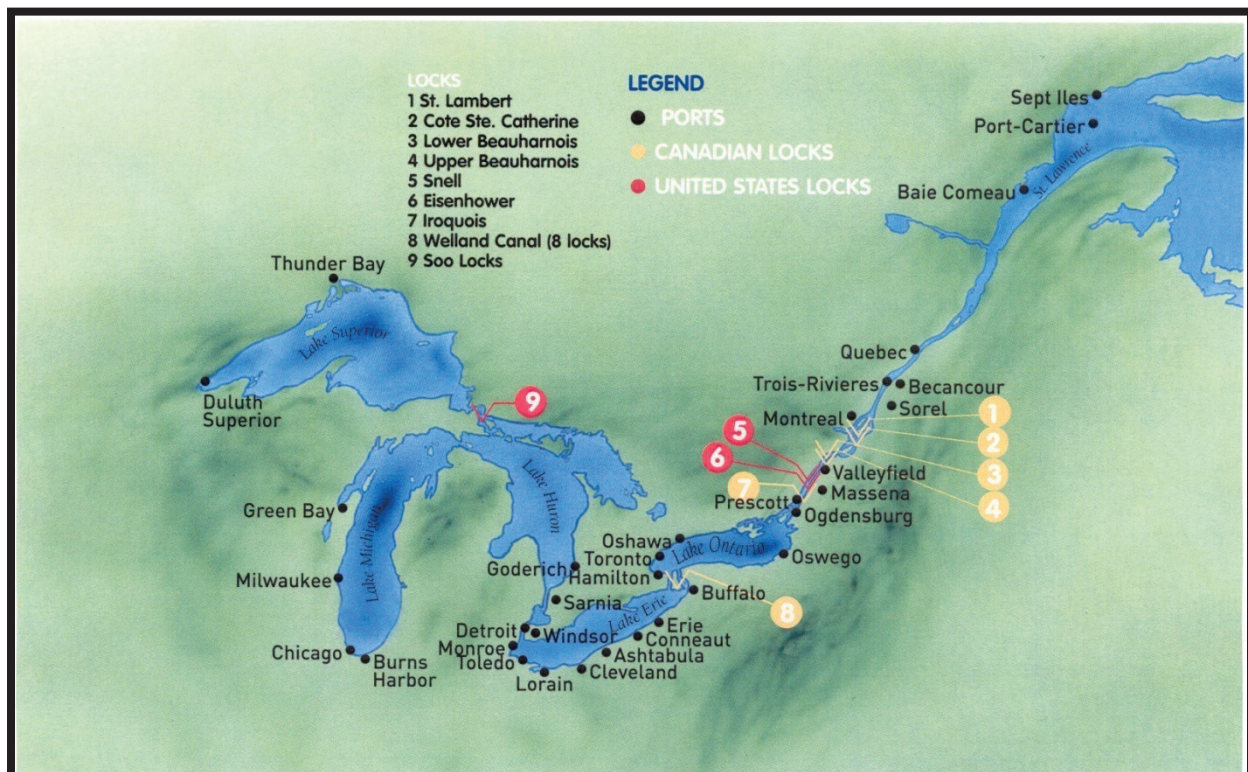 LOCKS
1 St. Lambert
2 Cote Ste. Catherine
3 Lower Beauharnois
4 Upper Beauharnois
5 Snell
6 Eisenhower
7 Iroquois
8 Welland Canal (8 locks)
9 Soo Locks
LEGEND
PORTS
CANADIAN LOCKS
UNITED STATES LOCKS
Sept Iles
Port-Cartier
St. Lawrence
Baie Comeau
Thunder Bay
Lake Superior
Duluth
Superior
9
Quebec
Trois-Rivieres
Becancour
Sorel
Montreal
1
2
3
4
5
6
7
Valleyfield
Massena
Prescott
Ogdensburg
Green Bay
Lake Michigan
Lake Huron
Milwaukee
Chicago
Burns
Harbor
Oshawa
Toronto
Hamilton
Lake Ontario
Oswego
Goderich
Sarnia
Buffalo
8
Lake Erie
Detroit
Windsor
Monroe
Toledo
Lorain
Erie
Conneaut
Ashtabula
Cleveland